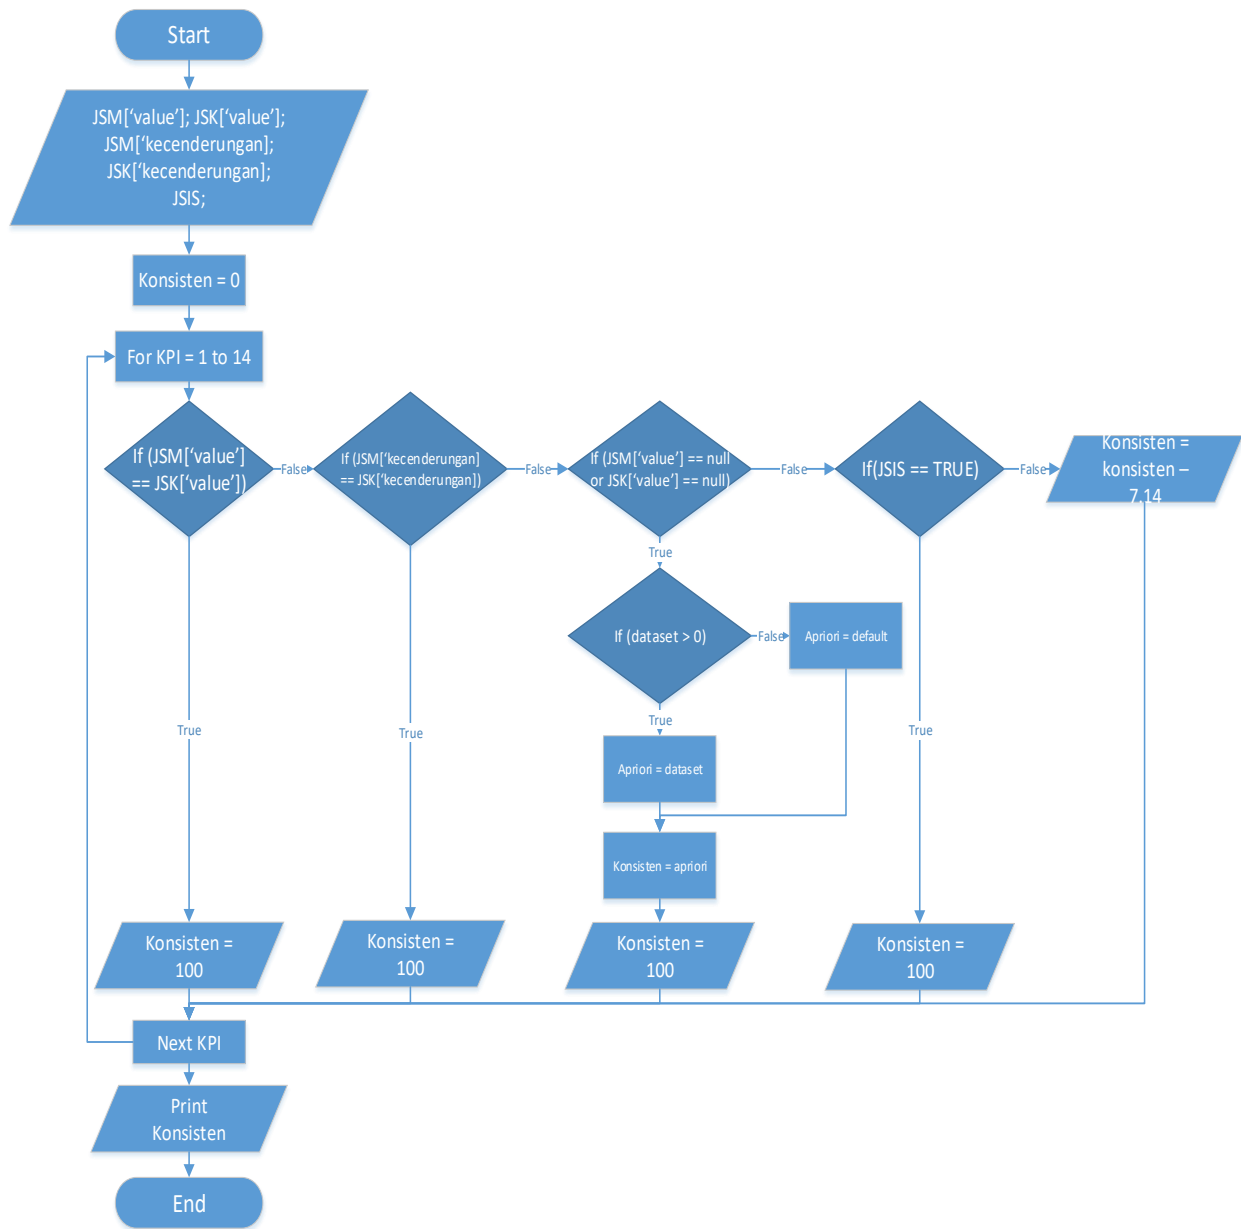 Start
JSM[‘value’]; JSK[‘value’];
JSM[‘kecenderungan];
JSK[‘kecenderungan];
JSIS;
Konsisten = 0
For KPI = 1 to 14
If (JSM[‘value’]
== JSK[‘value’])
False
If (JSM[‘kecenderungan]
== JSK[‘kecenderungan])
False
If (JSM[‘value’] == null
or JSK[‘value’] == null)
False
If(JSIS == TRUE)
False
Konsisten =
konsisten –
7.14
True
If (dataset > 0)
False
Apriori = default
True
True
True
True
Apriori = dataset
Konsisten = apriori
Konsisten =
100
Konsisten =
100
Konsisten =
100
Konsisten =
100
Next KPI
Print
Konsisten
End